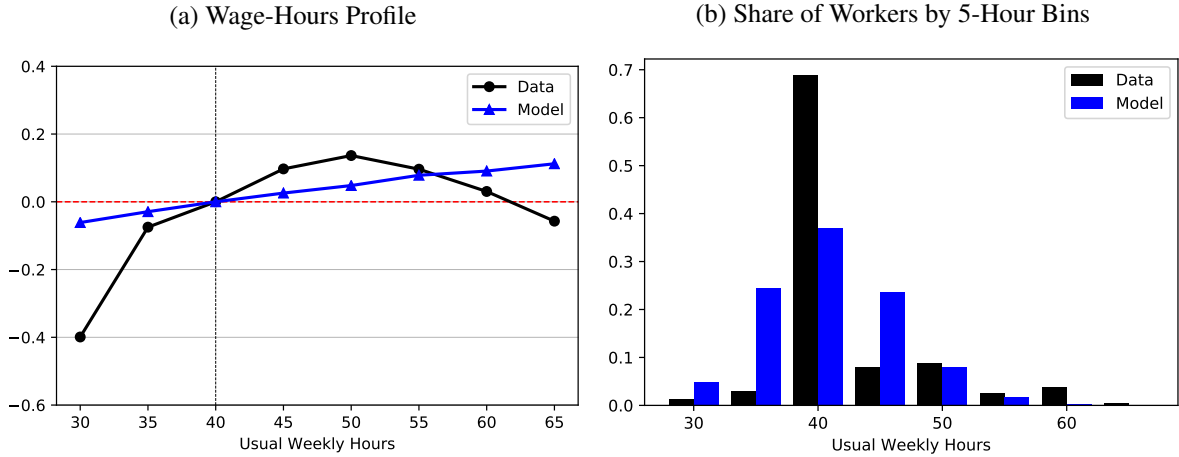 (a) Wage-Hours Profile
0.4
0.2
0.0
−0.2
−0.4
−0.6
Data
Model
30 35 40 45 50 55 60 65
Usual Weekly Hours
(b) Share of Workers by 5-Hour Bins
0.7
0.6
0.5
0.4
0.3
0.2
0.1
0.0
Data
Model
30 40 50 60
Usual Weekly Hours